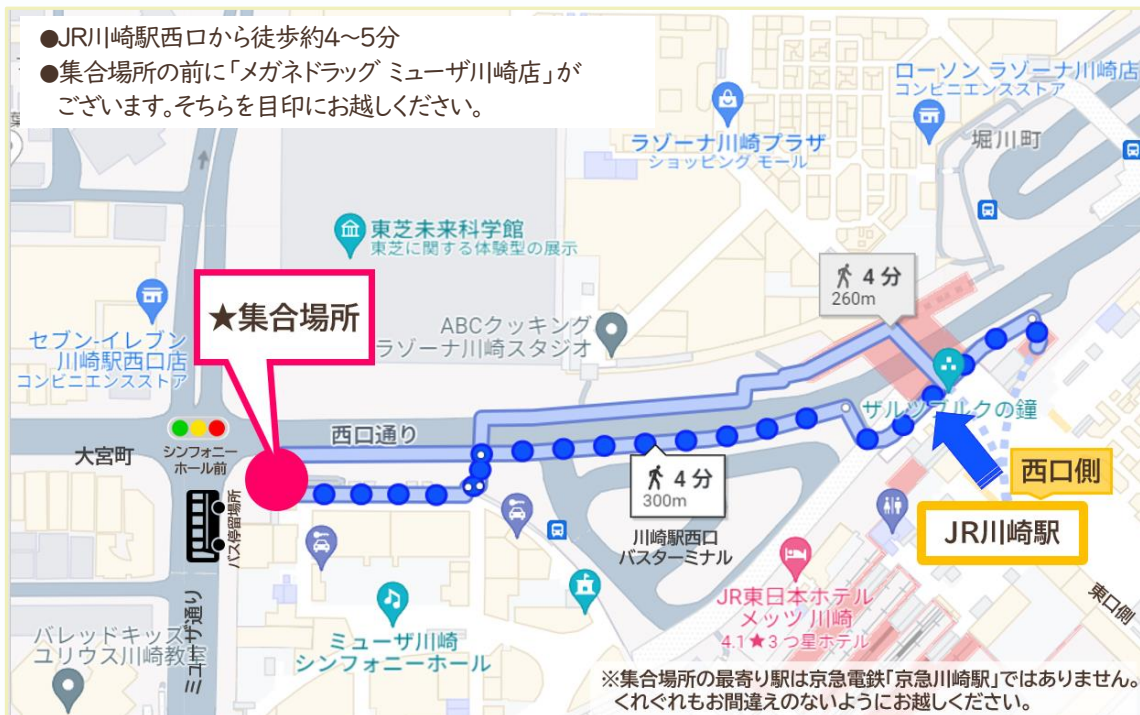 ●JR川崎駅西口から徒歩約4～5分
●集合場所の前に「メガネドラッグ ミューザ川崎店」が
ございます。そちらを目印にお越しください。
ローソン ラゾーナ川崎店
コンビニエンスストア
ラゾーナ川崎プラザ
ショッピング モール
堀川町
東芝未来科学館
東芝に関する体験型の展示
4 分
260m
★集合場所
ABCクッキング
ラゾーナ川崎スタジオ
セブン-イレブン
川崎駅西口店
コンビニエンスストア
ザルツブルクの鐘
西口通り
大宮町
シンフォニー
ホール前
4 分
300m
西口側
JR川崎駅
バス停留場所
川崎駅西口
バスターミナル
JR東日本ホテル
メッツ 川崎
4.1★3 つ星ホテル
東口側
ミューザ川崎
シンフォニーホール
ミューザ通り
バレッドキッズ
ユリウス川崎教室
※集合場所の最寄り駅は京急電鉄「京急川崎駅」ではありません。
くれぐれもお間違えのないようにお越しください。